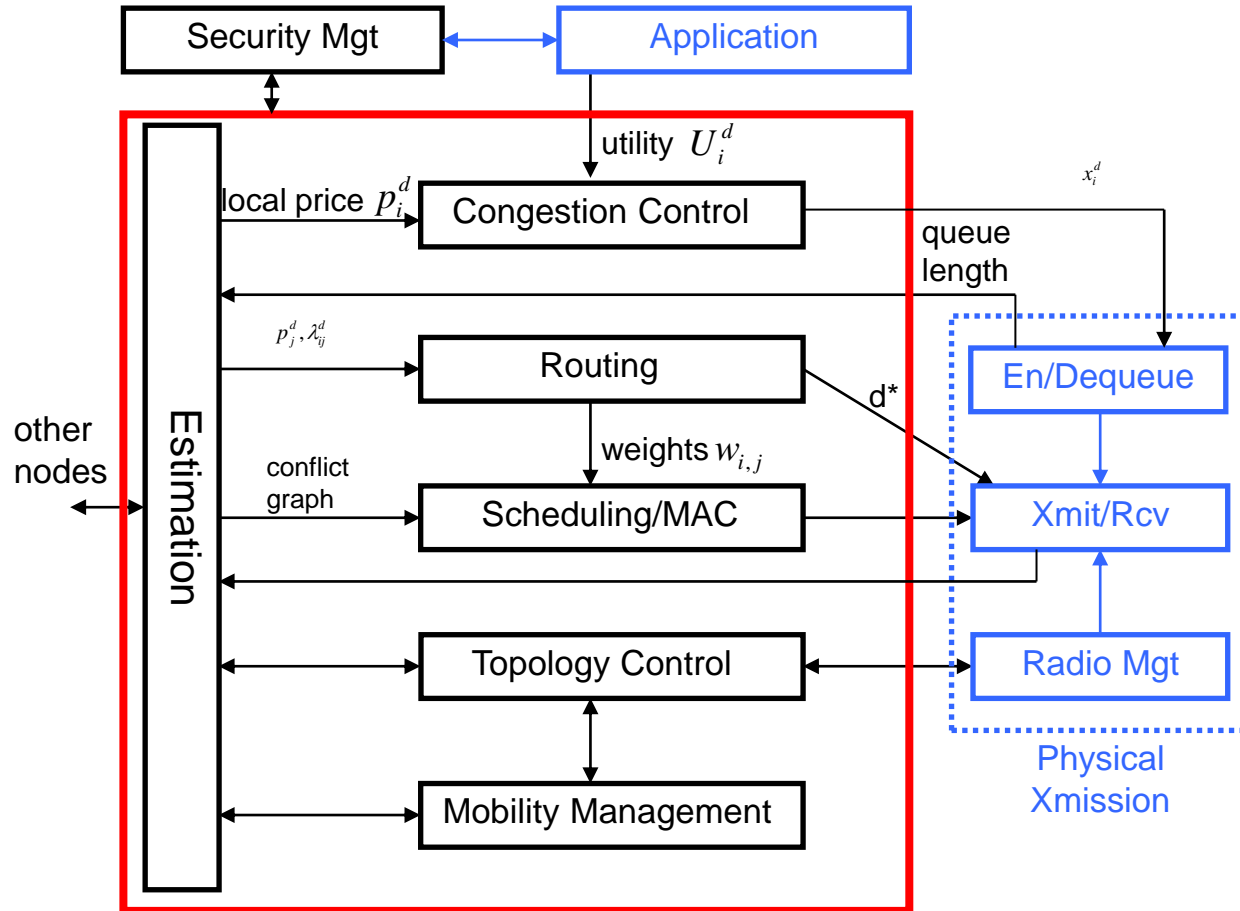 Security Mgt
Application
utility U_i^d
x_i^d
local price p_i^d
Congestion Control
queue
length
p_j^d, λ_ij^d
Routing
En/Dequeue
d*
Estimation
other
nodes
weights w_i,j
conflict
graph
Scheduling/MAC
Xmit/Rcv
Topology Control
Radio Mgt
Physical
Xmission
Mobility Management